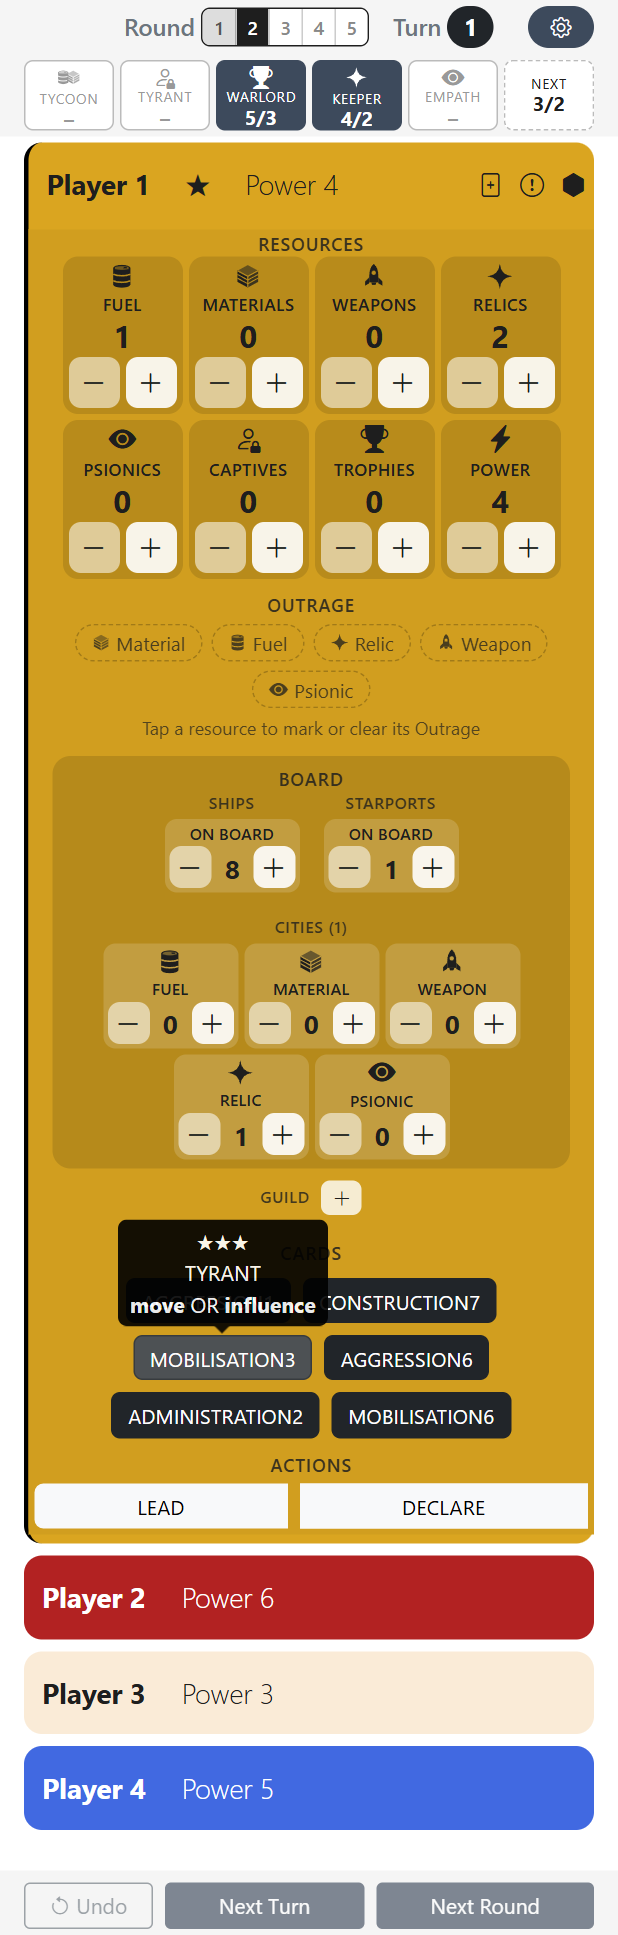 Round 1 2 3 4 5 Turn 1
TYCOON TYRANT WARLORD KEEPER EMPATH NEXT
– – 5/3 4/2 – 3/2
Player 1 ★ Power 4
RESOURCES
FUEL MATERIALS WEAPONS RELICS
1 0 0 2
− + − + − + − +
PSIONICS CAPTIVES TROPHIES POWER
0 0 0 4
− + − + − + − +
OUTRAGE
Material Fuel Relic Weapon
Psionic
Tap a resource to mark or clear its Outrage
BOARD
SHIPS STARPORTS
ON BOARD ON BOARD
− 8 + − 1 +
CITIES (1)
FUEL MATERIAL WEAPON
− 0 + − 0 + − 0 +
RELIC PSIONIC
− 1 + − 0 +
GUILD +
CARDS
★★★
TYRANT
move OR influence
CONSTRUCTION7
MOBILISATION3 AGGRESSION6
ADMINISTRATION2 MOBILISATION6
ACTIONS
LEAD DECLARE
Player 2 Power 6
Player 3 Power 3
Player 4 Power 5
Undo Next Turn Next Round